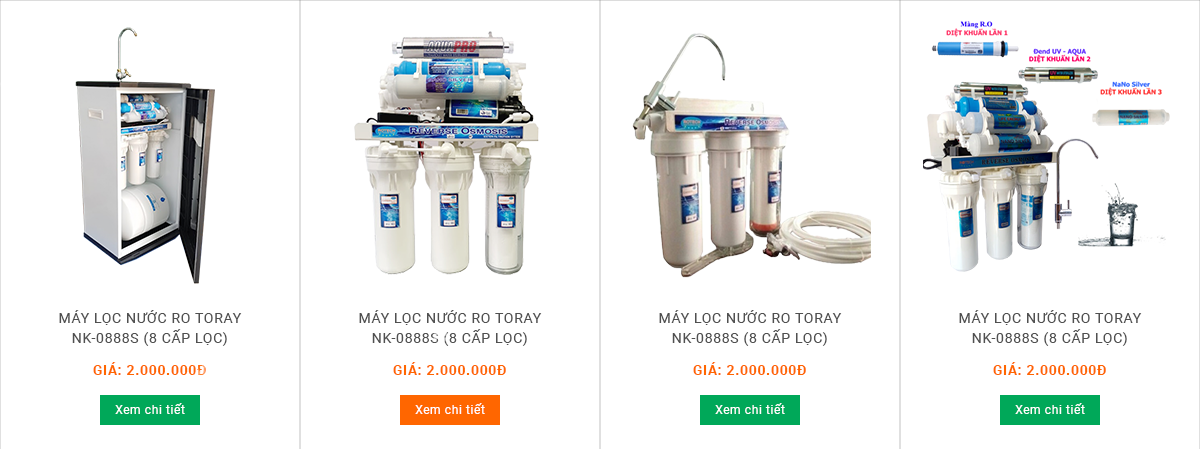 AQUAPRO
REVERSE OSMOSIS
REVERSE OSMO
Màng R.O
DIỆT KHUẨN LẦN 1
Đend UV - AQUA
DIỆT KHUẨN LẦN 2
NaNo Silver
DIỆT KHUẨN LẦN 3
REVERSE OSMOSIS
MÁY LỌC NƯỚC RO TORAY
NK-0888S (8 CẤP LỌC)
GIÁ: 2.000.000Đ
Xem chi tiết
MÁY LỌC NƯỚC RO TORAY
NK-0888S (8 CẤP LỌC)
GIÁ: 2.000.000Đ
Xem chi tiết
MÁY LỌC NƯỚC RO TORAY
NK-0888S (8 CẤP LỌC)
GIÁ: 2.000.000Đ
Xem chi tiết
MÁY LỌC NƯỚC RO TORAY
NK-0888S (8 CẤP LỌC)
GIÁ: 2.000.000Đ
Xem chi tiết